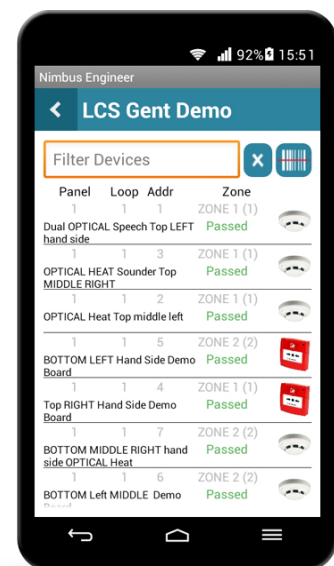 92% 15:51
Nimbus Engineer
LCS Gent Demo
Filter Devices
X
Panel Loop Addr Zone
1 1 1 ZONE 1 (1)
Dual OPTICAL Speech Top LEFT Passed
hand side
1 1 3 ZONE 1 (1)
OPTICAL HEAT Sounder Top Passed
MIDDLE RIGHT
1 1 2 ZONE 1 (1)
OPTICAL Heat Top middle left Passed
1 1 5 ZONE 2 (2)
BOTTOM LEFT Hand Side Demo Passed
Board
1 1 4 ZONE 1 (1)
Top RIGHT Hand Side Demo Passed
Board
1 1 7 ZONE 2 (2)
BOTTOM MIDDLE RIGHT hand Passed
side OPTICAL Heat
1 1 6 ZONE 2 (2)
BOTTOM Left MIDDLE Demo Passed
Board